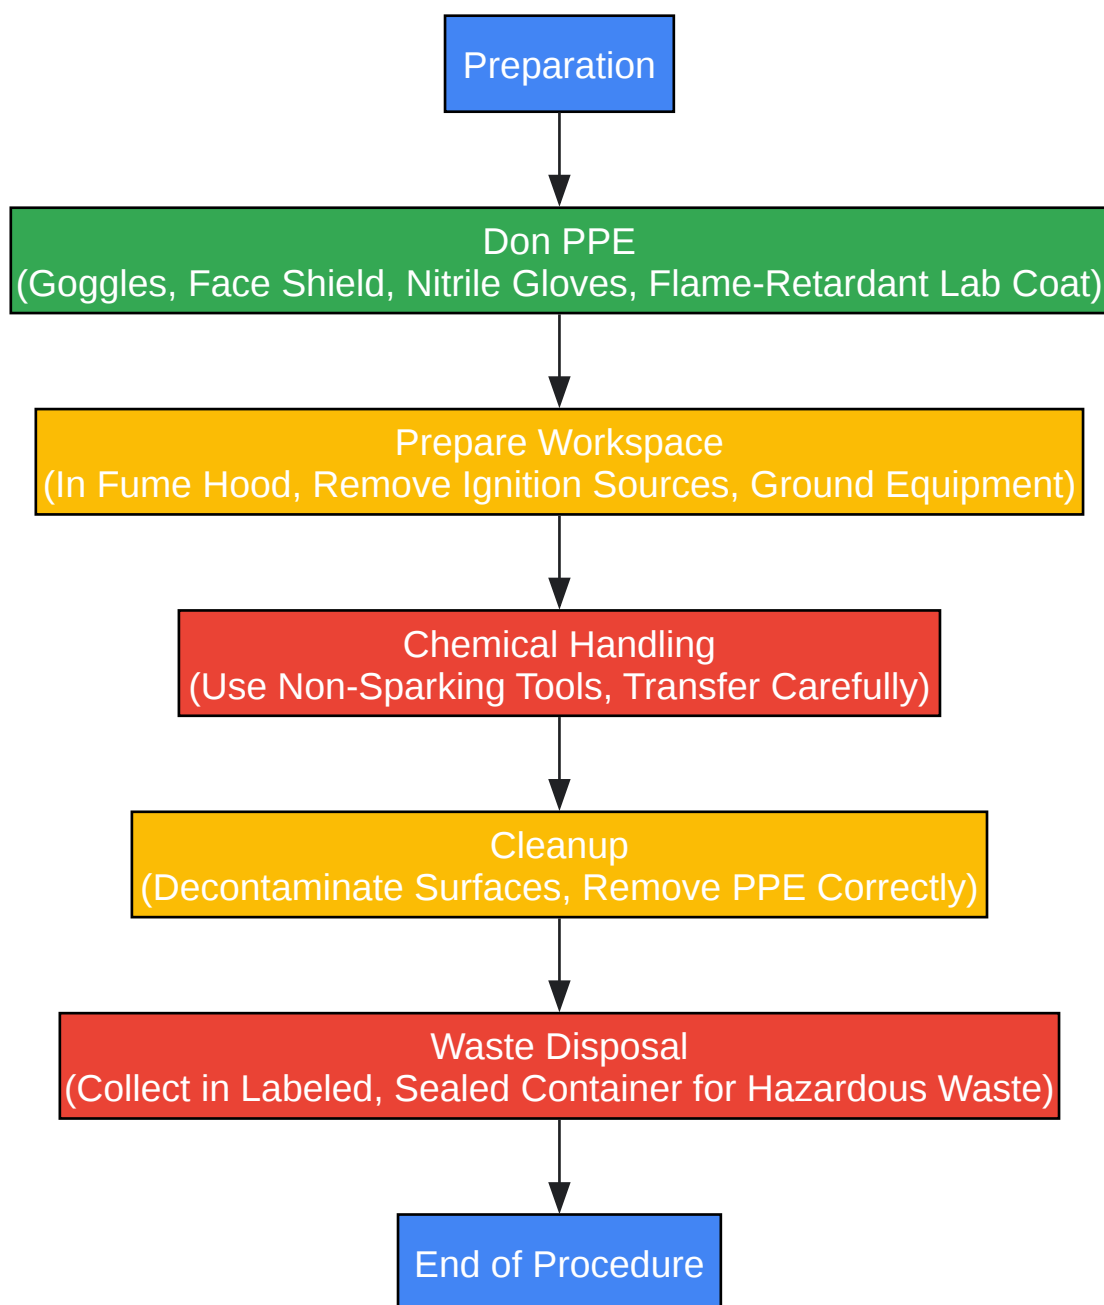 Preparation
Don PPE
(Goggles, Face Shield, Nitrile Gloves, Flame-Retardant Lab Coat)
Prepare Workspace
(In Fume Hood, Remove Ignition Sources, Ground Equipment)
Chemical Handling
(Use Non-Sparking Tools, Transfer Carefully)
Cleanup
(Decontaminate Surfaces, Remove PPE Correctly)
Waste Disposal
(Collect in Labeled, Sealed Container for Hazardous Waste)
End of Procedure